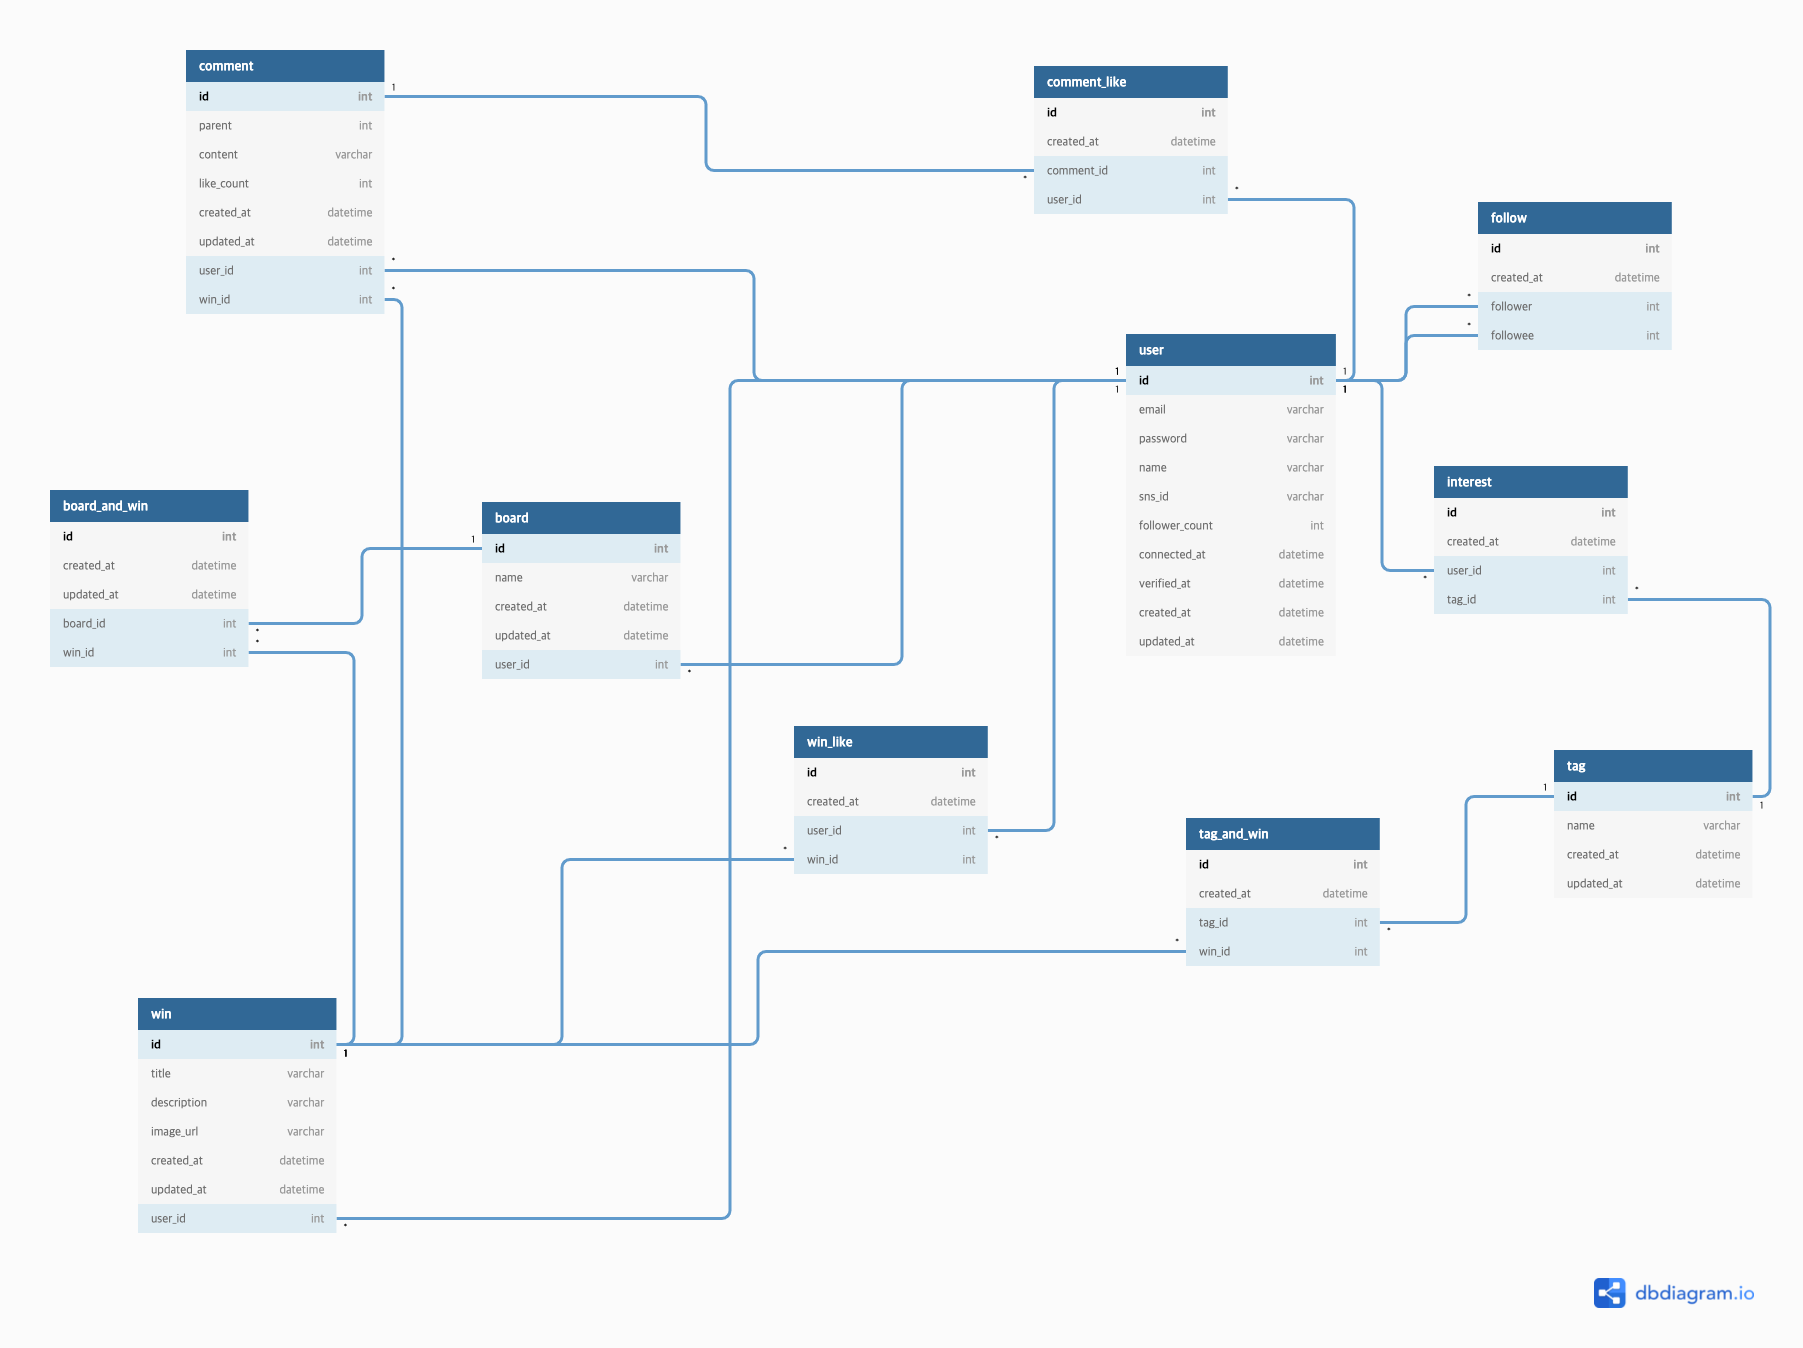 comment
id int
parent int
content varchar
like_count int
created_at datetime
updated_at datetime
user_id int
win_id int
1
*
*
comment_like
id int
created_at datetime
comment_id int
user_id int
*
*
follow
id int
created_at datetime
follower int
followee int
*
*
user
id int
email varchar
password varchar
name varchar
sns_id varchar
follower_count int
connected_at datetime
verified_at datetime
created_at datetime
updated_at datetime
1
1
1
1
board_and_win
id int
created_at datetime
updated_at datetime
board_id int
win_id int
*
*
board
id int
name varchar
created_at datetime
updated_at datetime
user_id int
1
*
interest
id int
created_at datetime
user_id int
tag_id int
*
*
win_like
id int
created_at datetime
user_id int
win_id int
*
*
tag
id int
name varchar
created_at datetime
updated_at datetime
1
1
tag_and_win
id int
created_at datetime
tag_id int
win_id int
*
*
win
id int
title varchar
description varchar
image_url varchar
created_at datetime
updated_at datetime
user_id int
1
*
dbdiagram.io